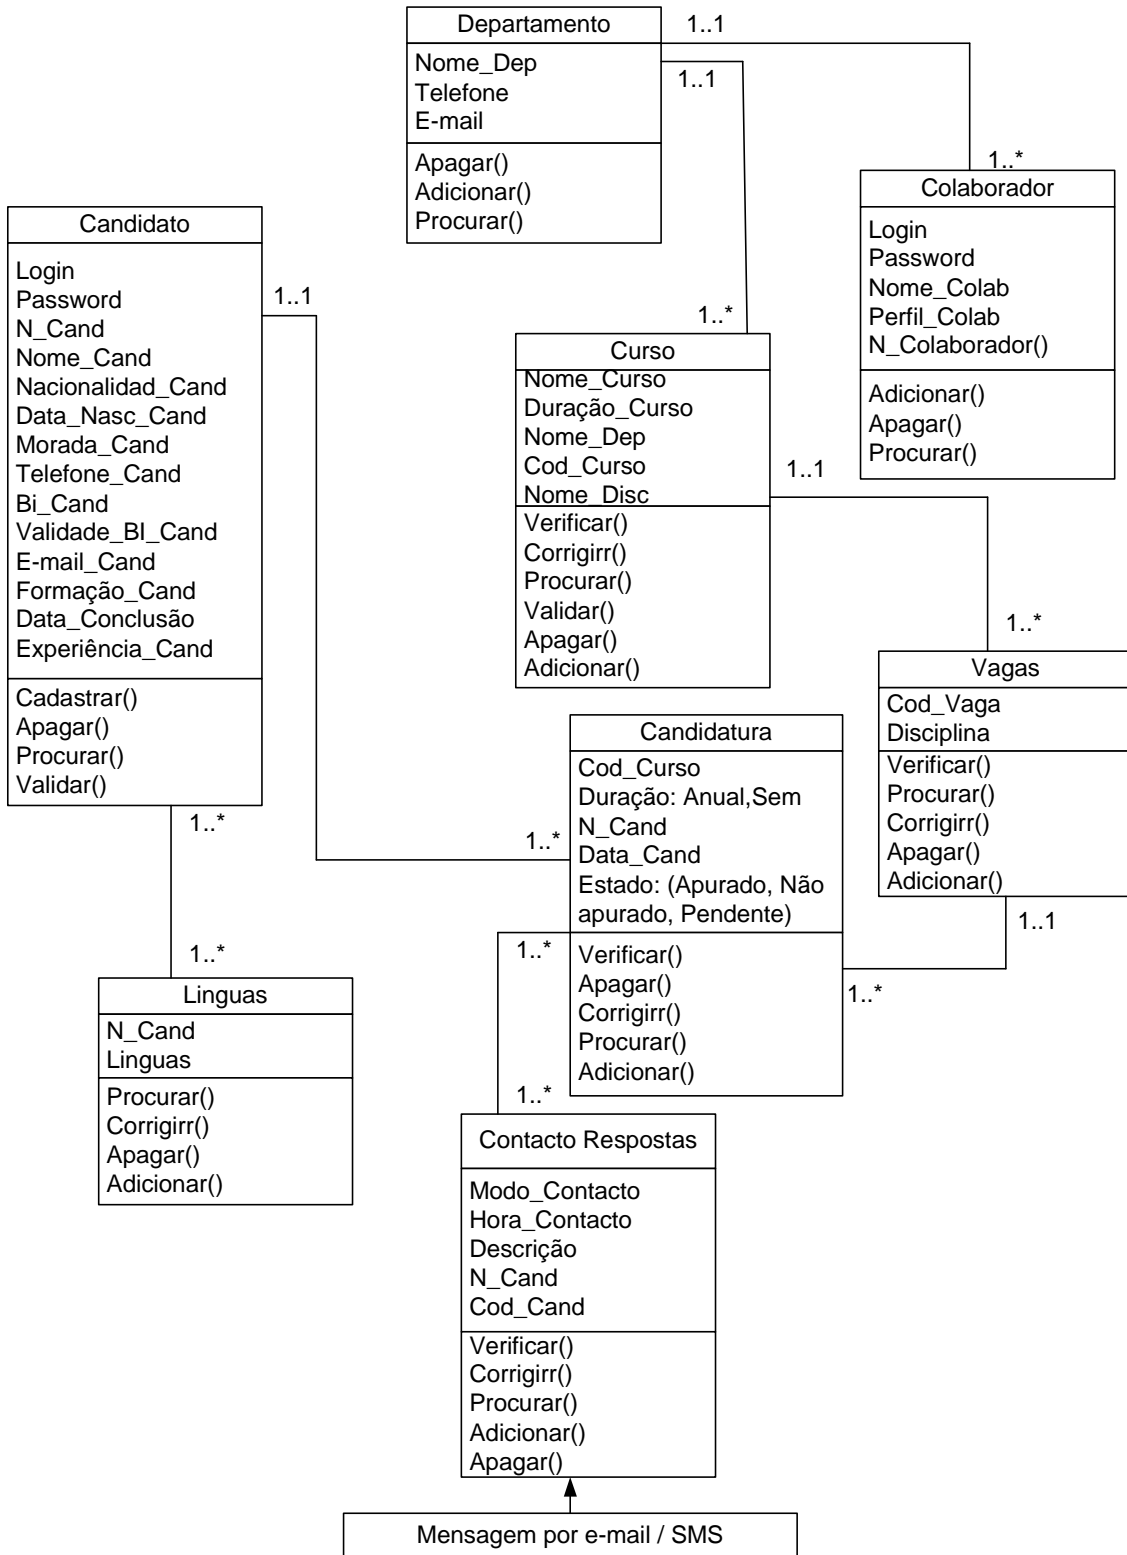 Departamento
Nome_Dep
Telefone
E-mail
Apagar()
Adicionar()
Procurar()
1..1
1..1
1..*
Colaborador
Login
Password
Nome_Colab
Perfil_Colab
N_Colaborador()
Adicionar()
Apagar()
Procurar()
Candidato
Login
Password
N_Cand
Nome_Cand
Nacionalidad_Cand
Data_Nasc_Cand
Morada_Cand
Telefone_Cand
Bi_Cand
Validade_BI_Cand
E-mail_Cand
Formação_Cand
Data_Conclusão
Experiência_Cand
Cadastrar()
Apagar()
Procurar()
Validar()
1..1
1..*
Curso
Nome_Curso
Duração_Curso
Nome_Dep
Cod_Curso
Nome_Disc
Verificar()
Corrigirr()
Procurar()
Validar()
Apagar()
Adicionar()
1..1
1..*
Vagas
Cod_Vaga
Disciplina
Verificar()
Procurar()
Corrigirr()
Apagar()
Adicionar()
1..1
Candidatura
Cod_Curso
Duração: Anual,Sem
N_Cand
Data_Cand
Estado: (Apurado, Não
apurado, Pendente)
Verificar()
Apagar()
Corrigirr()
Procurar()
Adicionar()
1..*
1..*
1..*
1..*
1..*
Linguas
N_Cand
Linguas
Procurar()
Corrigirr()
Apagar()
Adicionar()
1..*
Contacto Respostas
Modo_Contacto
Hora_Contacto
Descrição
N_Cand
Cod_Cand
Verificar()
Corrigirr()
Procurar()
Adicionar()
Apagar()
Mensagem por e-mail / SMS